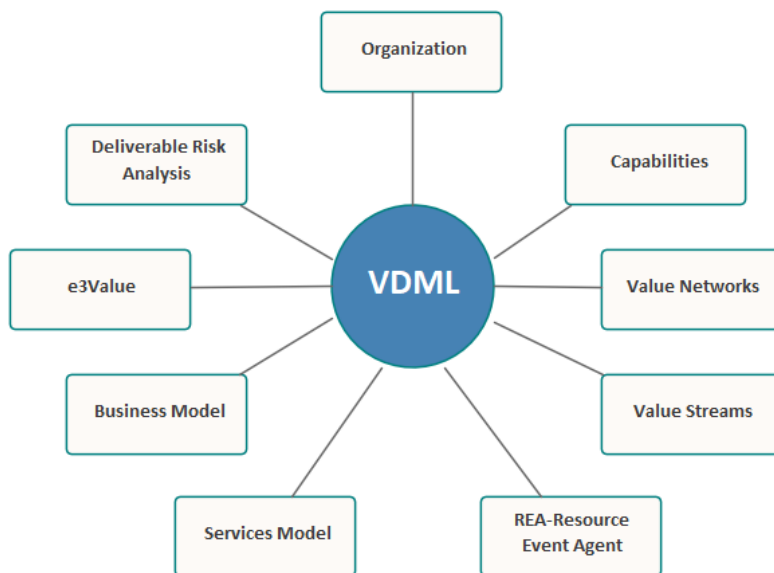 Organization
Deliverable Risk
Analysis
Capabilities
e3Value
VDML
Value Networks
Business Model
Value Streams
Services Model
REA-Resource
Event Agent